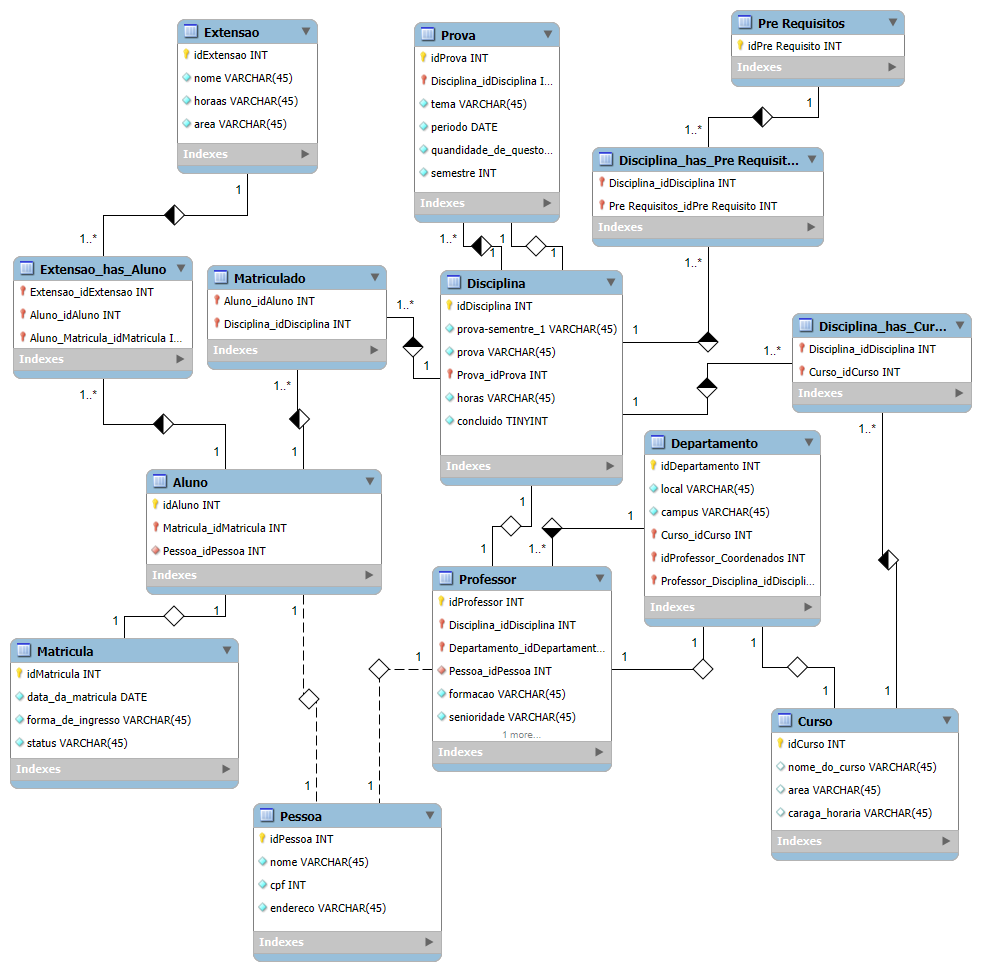 Extensao
idExtensao INT
nome VARCHAR(45)
horaas VARCHAR(45)
area VARCHAR(45)
Indexes
Prova
idProva INT
Disciplina_idDisciplina I...
tema VARCHAR(45)
periodo DATE
quandidade_de_questo...
semestre INT
Indexes
Pre Requisitos
idPre Requisito INT
Indexes
1
1..*
Disciplina_has_Pre Requisit...
Disciplina_idDisciplina INT
Pre Requisitos_idPre Requisito INT
Indexes
1..*
1
1
1..*
1..*
1
1
1
Extensao_has_Aluno
Extensao_idExtensao INT
Aluno_idAluno INT
Aluno_Matricula_idMatricula I...
Indexes
1..*
1
Matriculado
Aluno_idAluno INT
Disciplina_idDisciplina INT
Indexes
1..*
1
1..*
1
Disciplina
idDisciplina INT
prova-sementre_1 VARCHAR(45)
prova VARCHAR(45)
Prova_idProva INT
horas VARCHAR(45)
concluido TINYINT
Indexes
1
1..*
Disciplina_has_Cur...
Disciplina_idDisciplina INT
Curso_idCurso INT
Indexes
1..*
1
Departamento
idDepartamento INT
local VARCHAR(45)
campus VARCHAR(45)
Curso_idCurso INT
idProfessor_Coordenados INT
Professor_Disciplina_idDiscipli...
Indexes
1
1
1
1
1..*
Aluno
idAluno INT
Matricula_idMatricula INT
Pessoa_idPessoa INT
Indexes
1
1
1
1
Professor
idProfessor INT
Disciplina_idDisciplina INT
Departamento_idDepartament...
Pessoa_idPessoa INT
formacao VARCHAR(45)
senioridade VARCHAR(45)
1 more...
Indexes
1
1
1
1
Matricula
idMatricula INT
data_da_matricula DATE
forma_de_ingresso VARCHAR(45)
status VARCHAR(45)
Indexes
Curso
idCurso INT
nome_do_curso VARCHAR(45)
area VARCHAR(45)
caraga_horaria VARCHAR(45)
Indexes
Pessoa
idPessoa INT
nome VARCHAR(45)
cpf INT
endereco VARCHAR(45)
Indexes